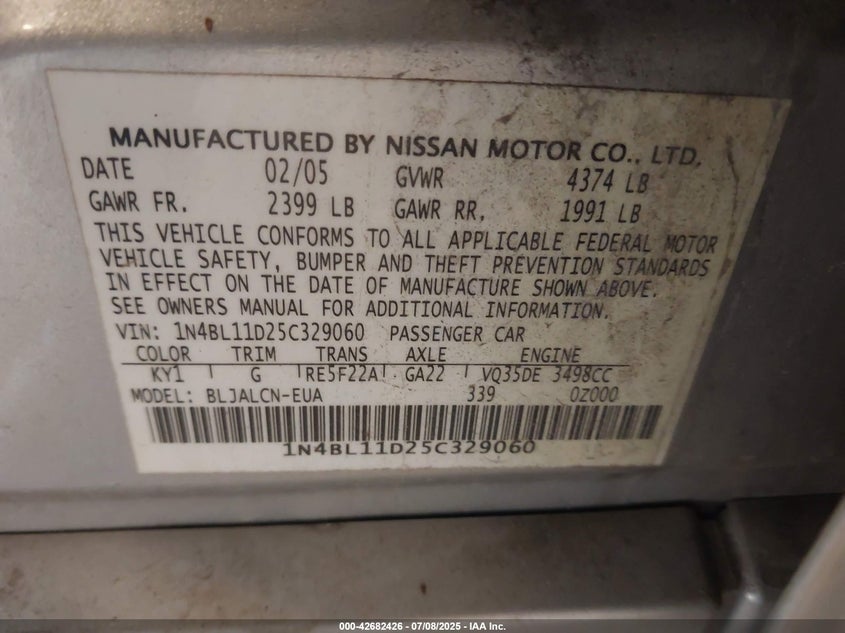 MANUFACTURED BY NISSAN MOTOR CO., LTD.
DATE 02/05 GVWR 4374 LB
GAWR FR. 2399 LB GAWR RR. 1991 LB
THIS VEHICLE CONFORMS TO ALL APPLICABLE FEDERAL MOTOR
VEHICLE SAFETY, BUMPER AND THEFT PREVENTION STANDARDS
IN EFFECT ON THE DATE OF MANUFACTURE SHOWN ABOVE.
SEE OWNERS MANUAL FOR ADDITIONAL INFORMATION.
VIN: 1N4BL11D25C329060 PASSENGER CAR
COLOR TRIM TRANS AXLE ENGINE
KY1 G RE5F22A GA22 VQ35DE 3498CC
MODEL: BLJALCN-EUA 339 0Z000
1N4BL11D25C329060
000-42682426 - 07/08/2025 - IAA Inc.